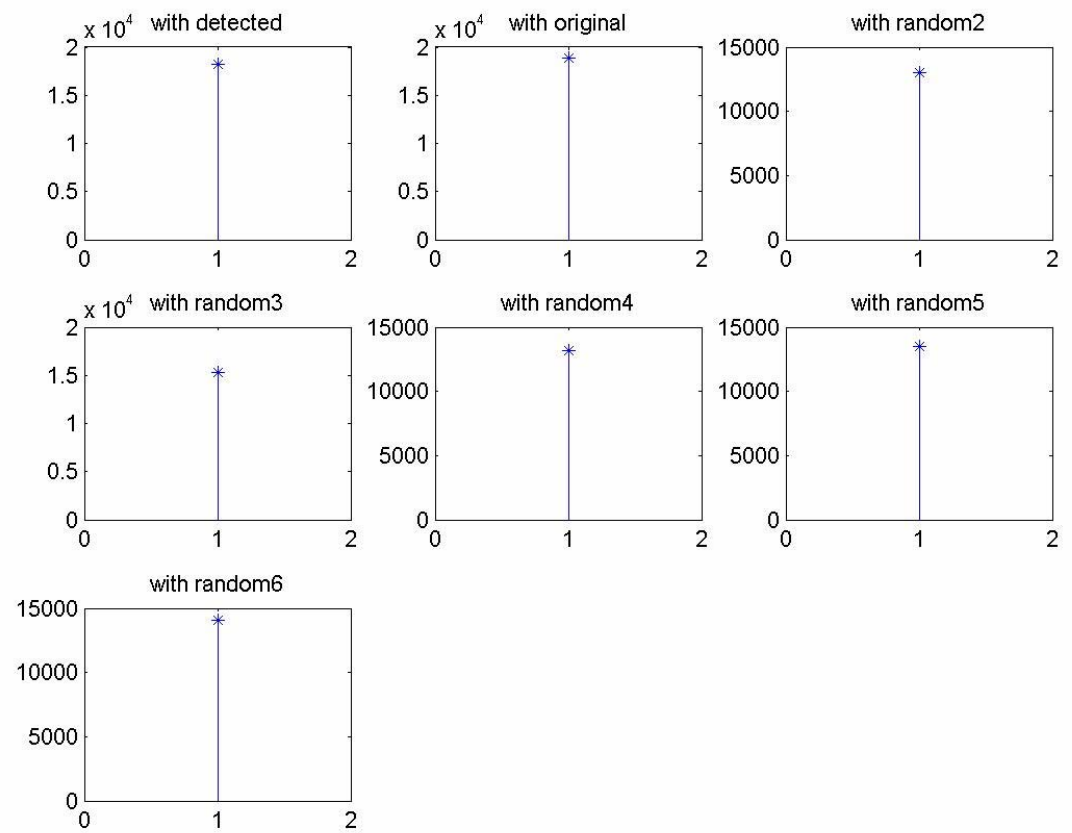 x 10^4 with detected
2
1.5
1
0.5
0
0 1 2
x 10^4 with original
2
1.5
1
0.5
0
0 1 2
with random2
15000
10000
5000
0
0 1 2
x 10^4 with random3
2
1.5
1
0.5
0
0 1 2
with random4
15000
10000
5000
0
0 1 2
with random5
15000
10000
5000
0
0 1 2
with random6
15000
10000
5000
0
0 1 2